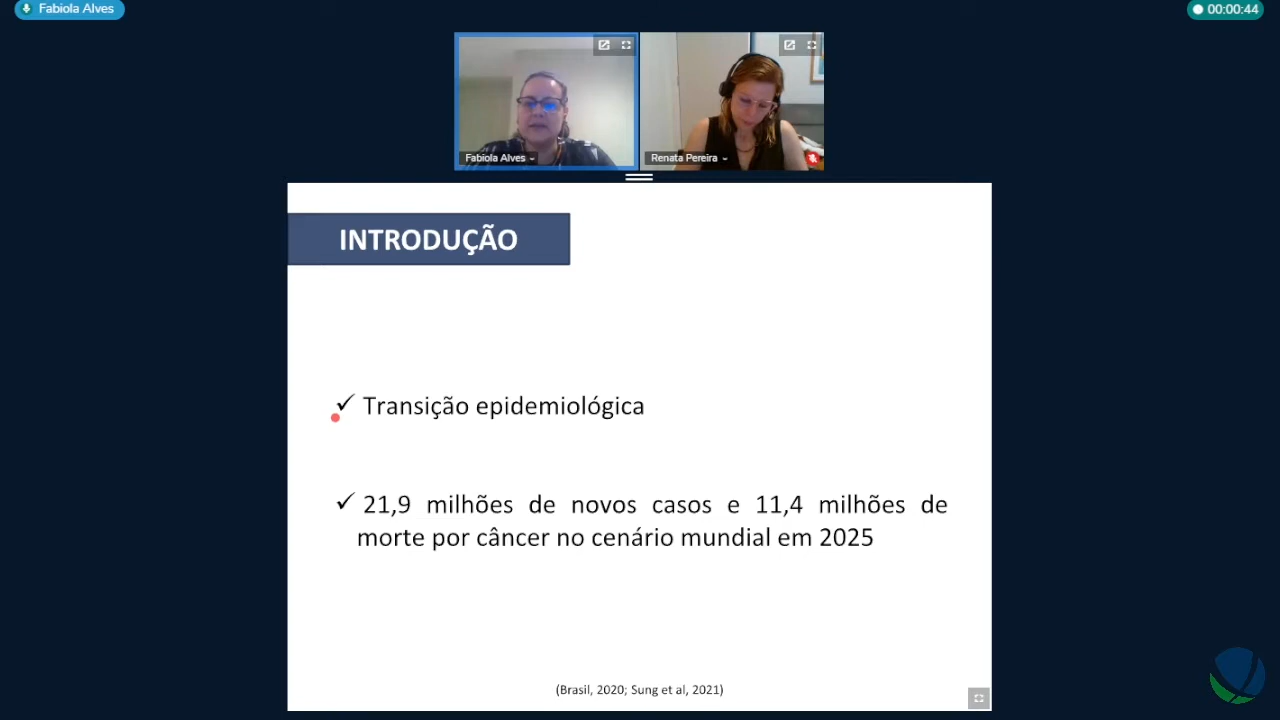 Fabiola Alves
00:00:44
Fabiola Alves
Renata Pereira
INTRODUÇÃO
✓ Transição epidemiológica
✓ 21,9 milhões de novos casos e 11,4 milhões de
morte por câncer no cenário mundial em 2025
(Brasil, 2020; Sung et al, 2021)